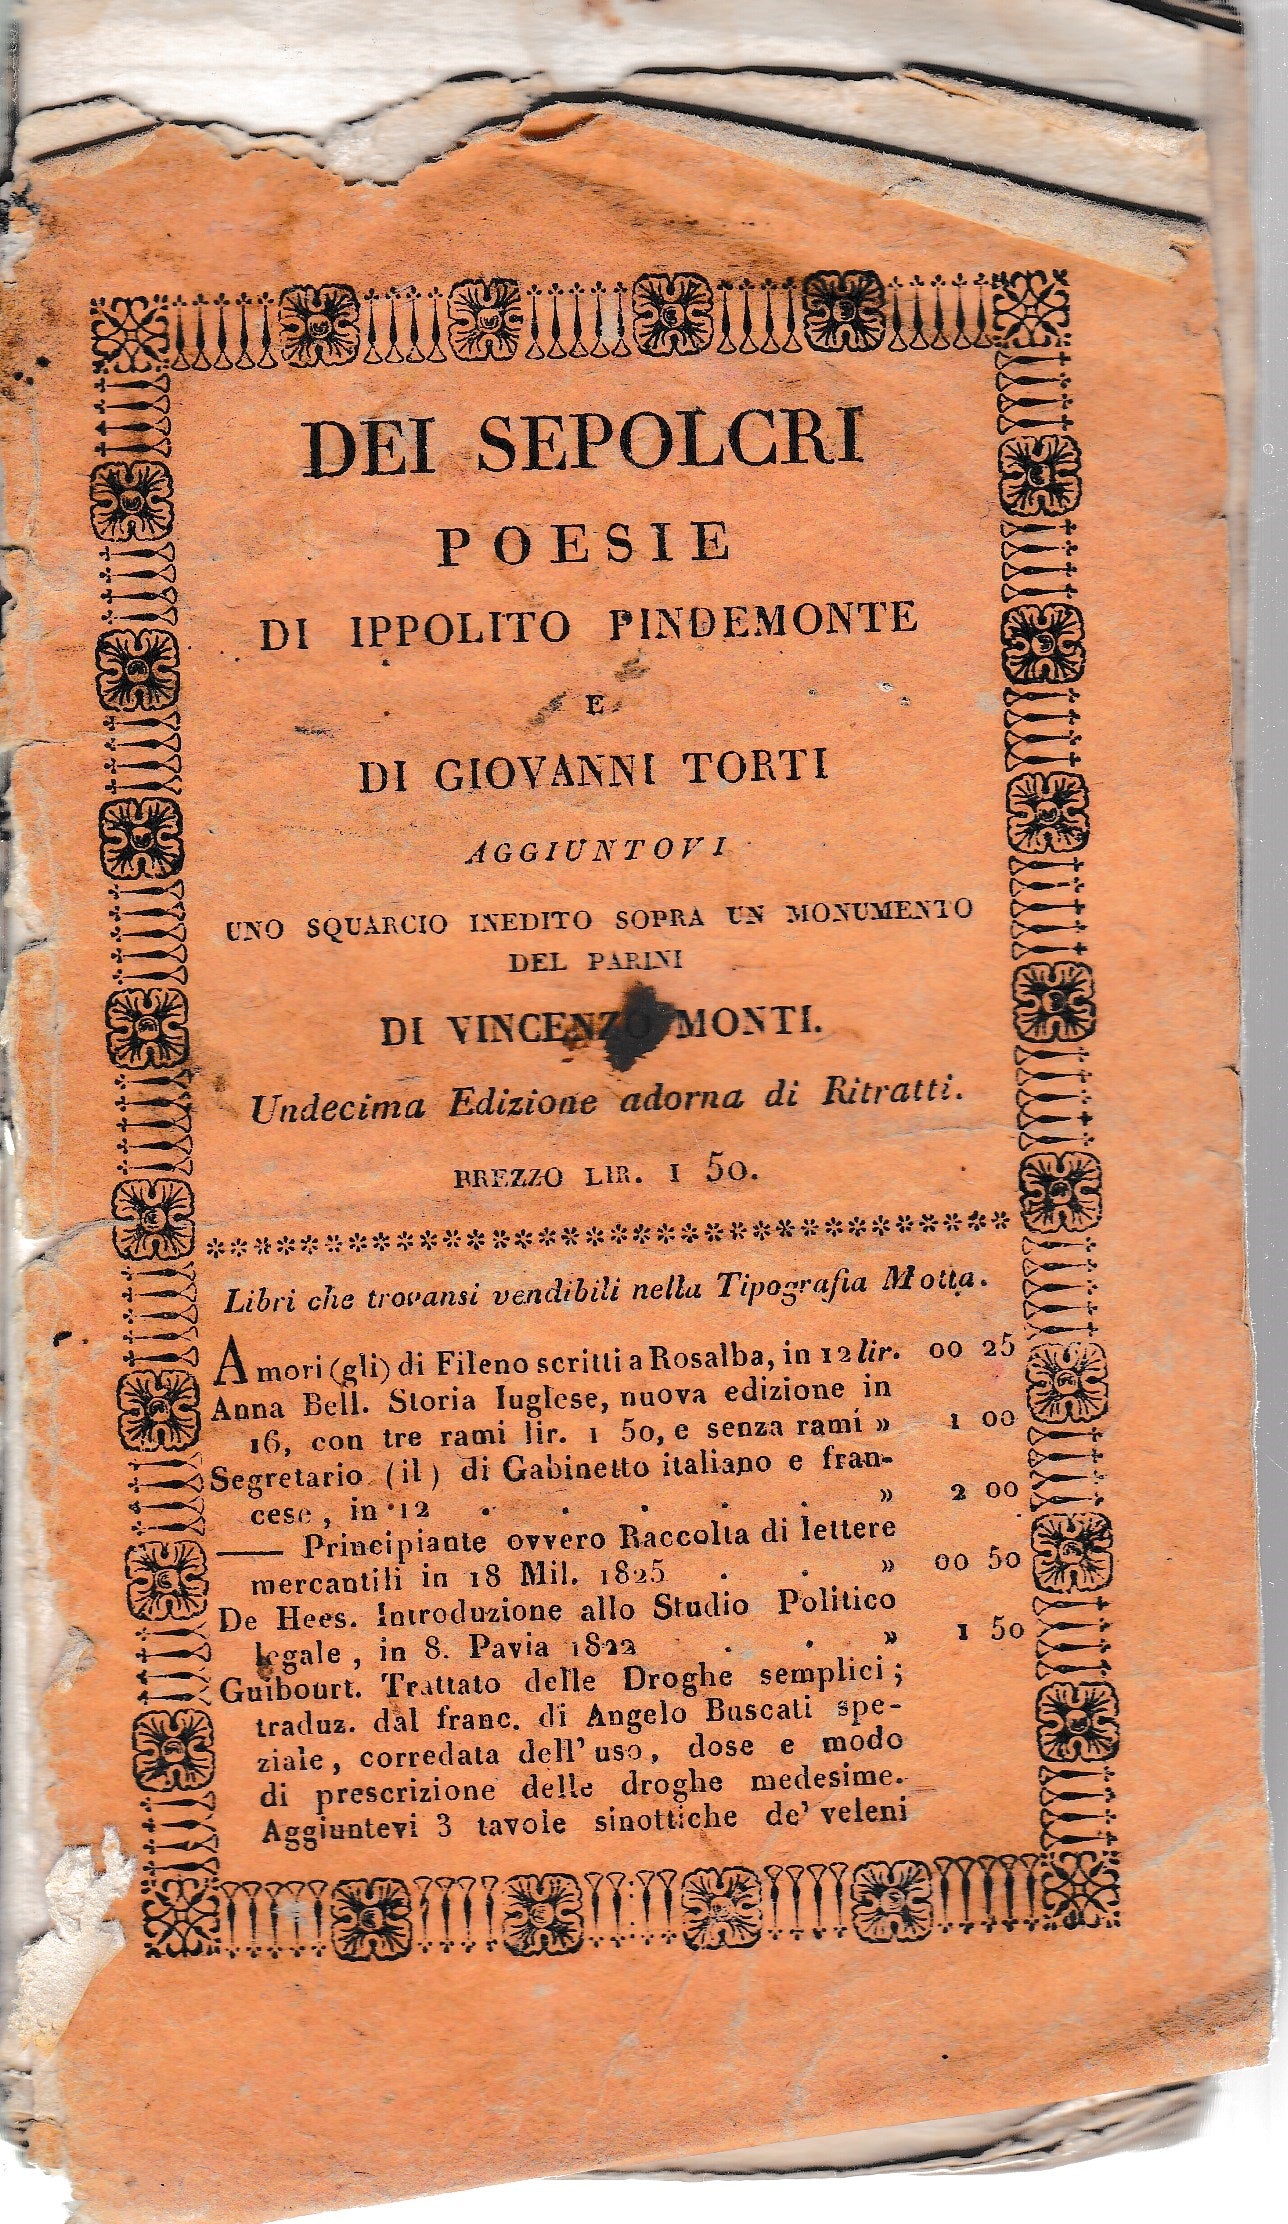 DEI SEPOLCRI
POESIE
DI IPPOLITO PINDEMONTE
E
DI GIOVANNI TORTI
AGGIUNTOVI
UNO SQUARCIO INEDITO SOPRA UN MONUMENTO
DEL PARINI
DI VINCENZO MONTI.
Undecima Edizione adorna di Ritratti.
PREZZO LIR. 1 50.
Libri che trovansi vendibili nella Tipografia Motta.
Amori (gli) di Fileno scritti a Rosalba, in 12 lir. 00 25
Anna Bell. Storia Iuglese, nuova edizione in
16, con tre rami lir. 1 50, e senza rami » 1 00
Segretario (il) di Gabinetto italiano e fran-
cese, in 12 . . . . . » 2 00
—— Principiante ovvero Raccolta di lettere
mercantili in 18 Mil. 1825 . . » 00 50
De Hees. Introduzione allo Studio Politico
legale, in 8. Pavia 1822 . . » 1 50
Guibourt. Trattato delle Droghe semplici;
traduz. dal franc. di Angelo Buscati spe-
ziale, corredata dell' uso, dose e modo
di prescrizione delle droghe medesime.
Aggiuntevi 3 tavole sinottiche de' veleni